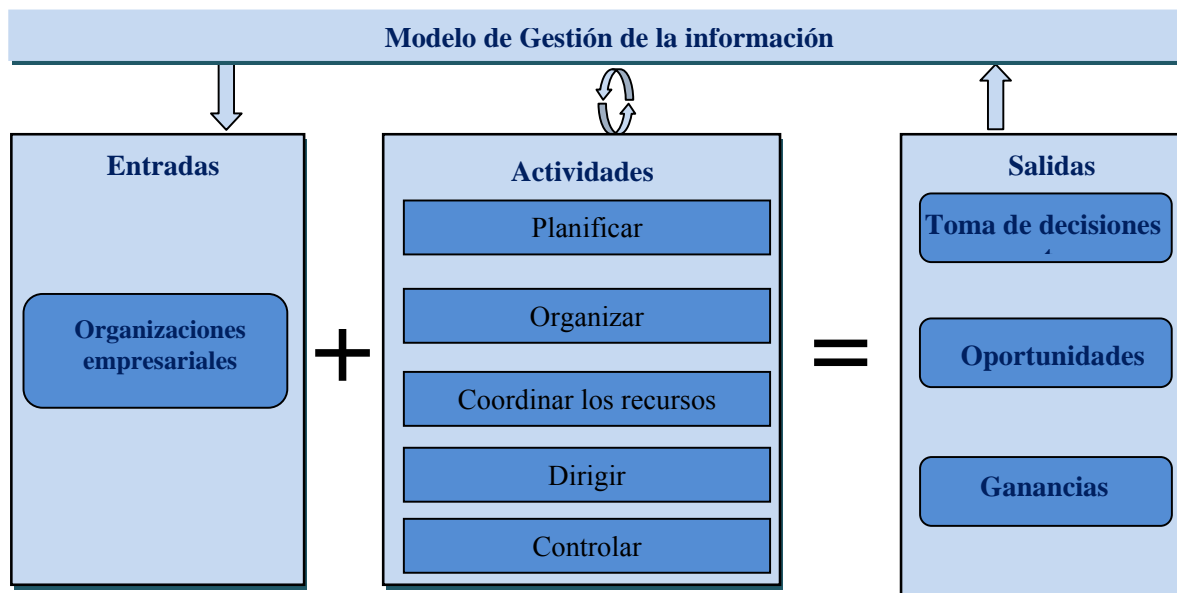 Modelo de Gestión de la información
Entradas
Organizaciones
empresariales
+
Actividades
Planificar
Organizar
Coordinar los recursos
Dirigir
Controlar
=
Salidas
Toma de decisiones
Oportunidades
Ganancias